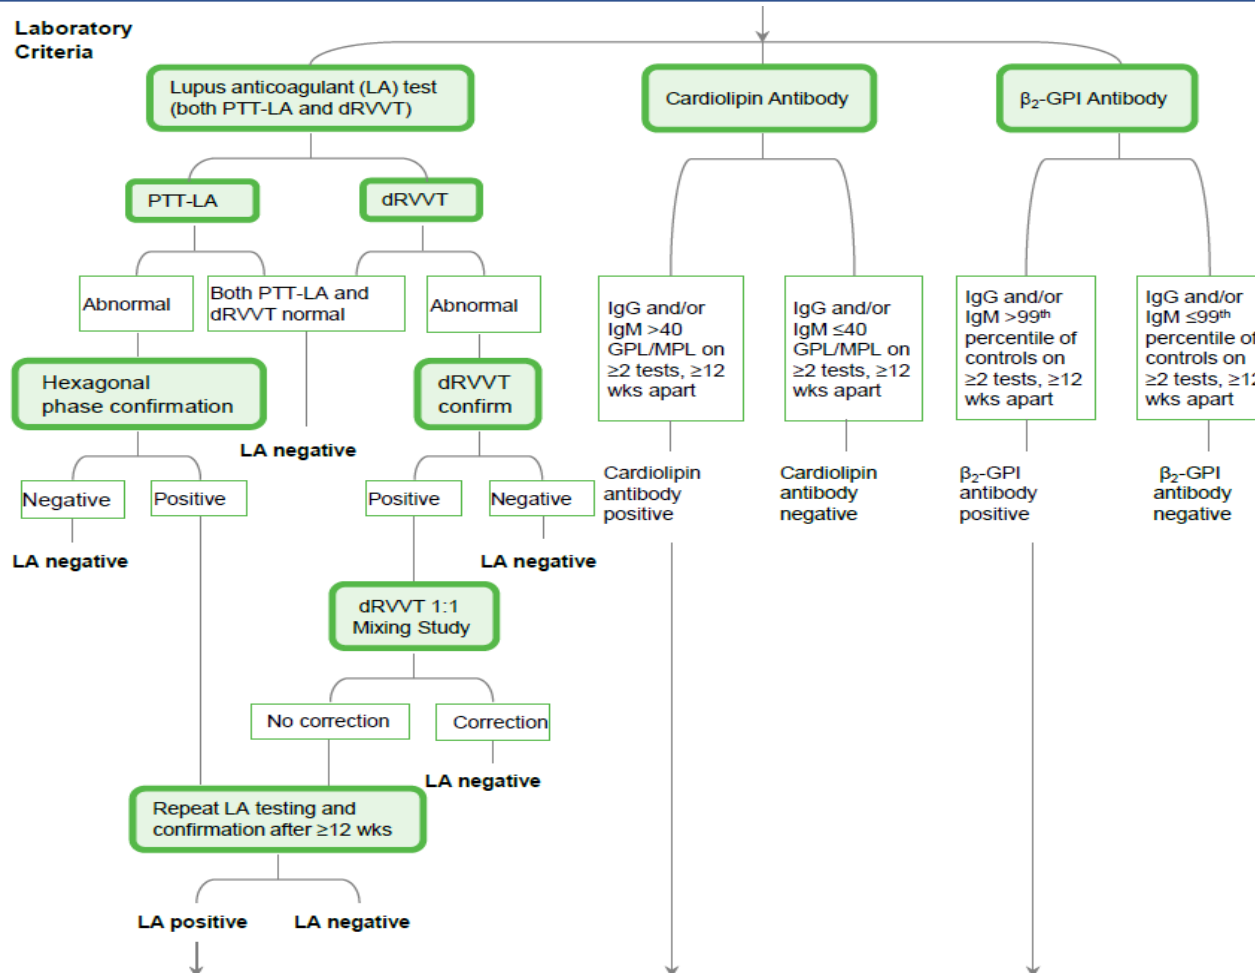 Laboratory
Criteria
Lupus anticoagulant (LA) test
(both PTT-LA and dRVVT)
Cardiolipin Antibody
β₂-GPI Antibody
PTT-LA
dRVVT
Abnormal
Both PTT-LA and
dRVVT normal
Abnormal
IgG and/or
IgM >40
GPL/MPL on
≥2 tests, ≥12
wks apart
IgG and/or
IgM ≤40
GPL/MPL on
≥2 tests, ≥12
wks apart
IgG and/or
IgM >99th
percentile of
controls on
≥2 tests, ≥12
wks apart
IgG and/or
IgM ≤99th
percentile of
controls on
≥2 tests, ≥12
wks apart
Hexagonal
phase confirmation
dRVVT
confirm
LA negative
Negative
Positive
Positive
Negative
Cardiolipin
antibody
positive
Cardiolipin
antibody
negative
β₂-GPI
antibody
positive
β₂-GPI
antibody
negative
LA negative
LA negative
dRVVT 1:1
Mixing Study
No correction
Correction
LA negative
Repeat LA testing and
confirmation after ≥12 wks
LA positive
LA negative